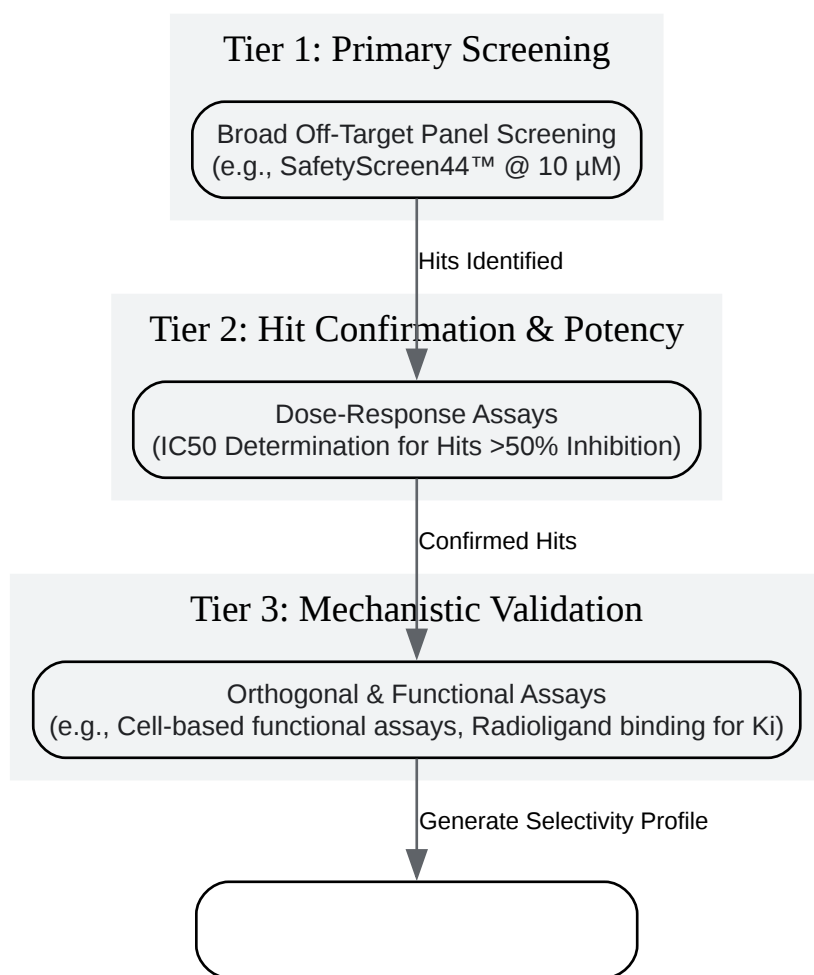 Tier 1: Primary Screening
Broad Off-Target Panel Screening
(e.g., SafetyScreen44™ @ 10 µM)
Hits Identified
Tier 2: Hit Confirmation & Potency
Dose-Response Assays
(IC50 Determination for Hits >50% Inhibition)
Confirmed Hits
Tier 3: Mechanistic Validation
Orthogonal & Functional Assays
(e.g., Cell-based functional assays, Radioligand binding for Ki)
Generate Selectivity Profile